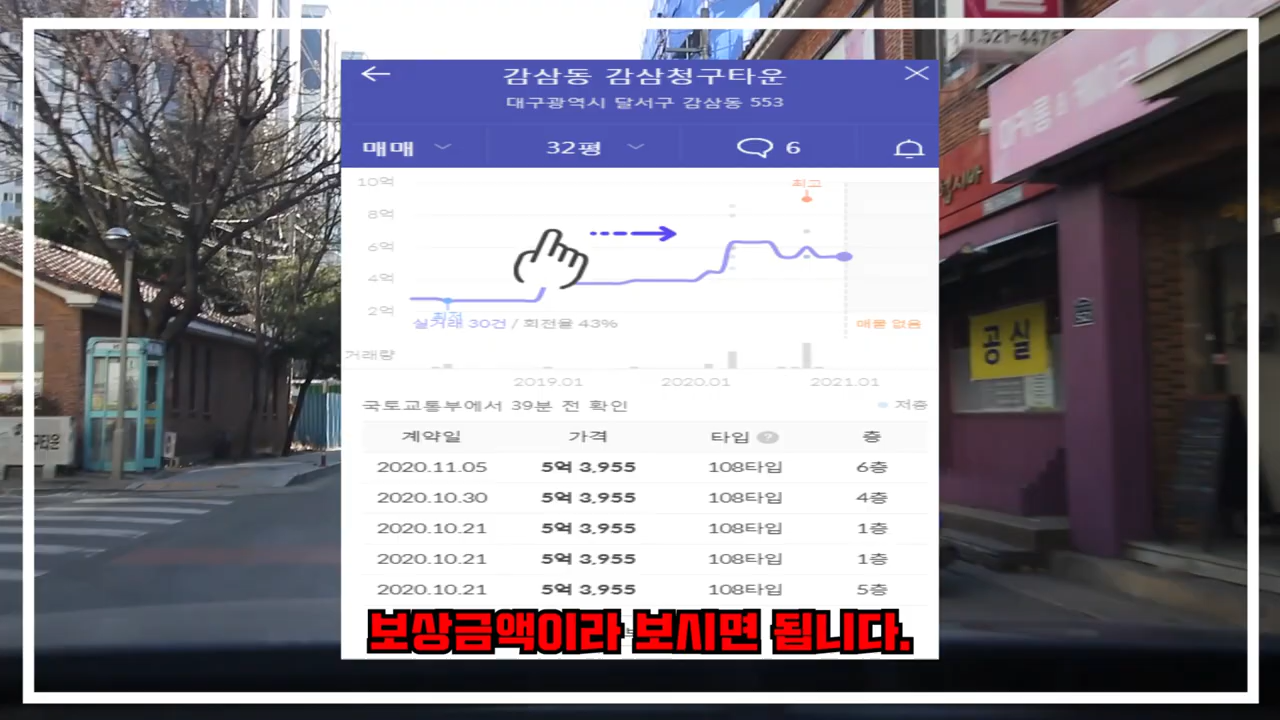 감삼동 감삼청구타운
대구광역시 달서구 감삼동 553
매매 32평 6
10억
최고
8억
6억
4억
2억
최저
실거래 30건 / 회전율 43%
매물 없음
거래량
2019.01 2020.01 2021.01
국토교통부에서 39분 전 확인 저층
계약일 가격 타입 ? 층
2020.11.05 5억 3,955 108타입 6층
2020.10.30 5억 3,955 108타입 4층
2020.10.21 5억 3,955 108타입 1층
2020.10.21 5억 3,955 108타입 1층
2020.10.21 5억 3,955 108타입 5층
보상금액이라 보시면 됩니다.
공실